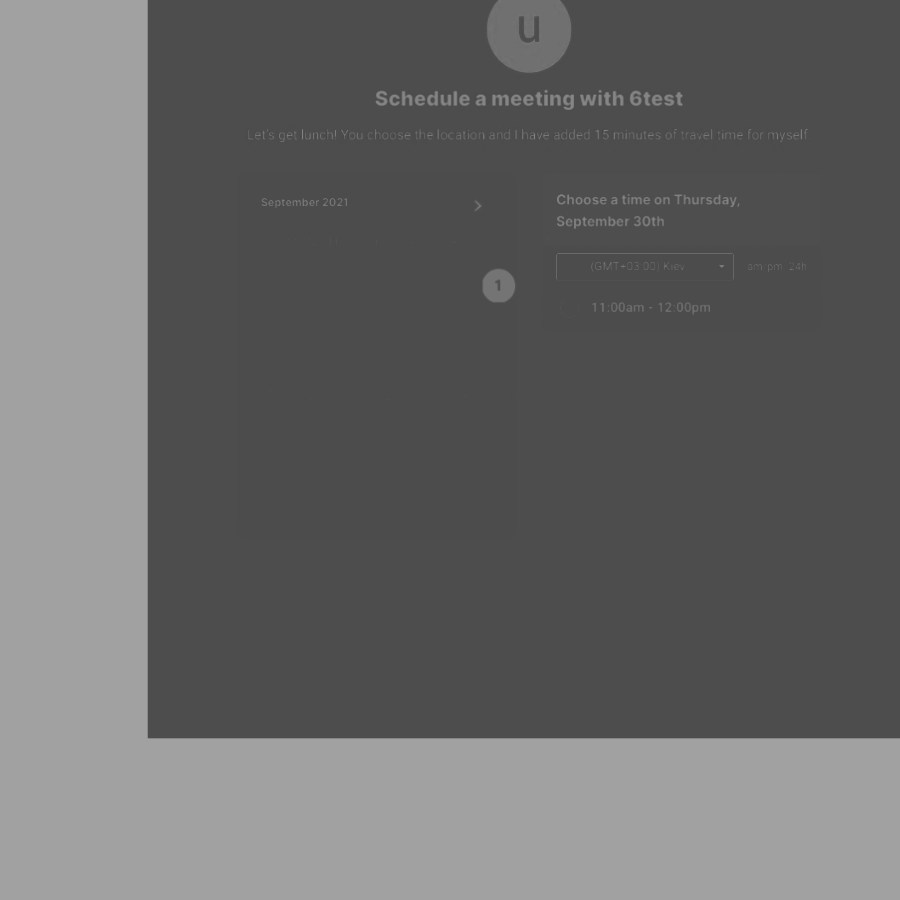 u
Schedule a meeting with 6test
Let's get lunch! You choose the location and I have added 15 minutes of travel time for myself
September 2021
1
Choose a time on Thursday,
September 30th
(GMT+03:00) Kiev
am/pm 24h
11:00am - 12:00pm